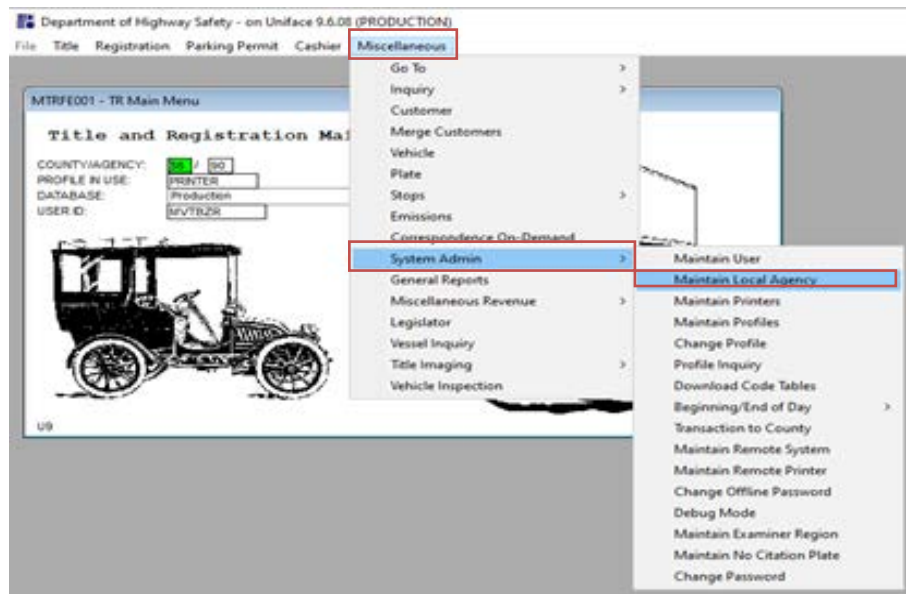 Department of Highway Safety - on Uniface 9.6.08 (PRODUCTION)
File Title Registration Parking Permit Cashier Miscellaneous
MTRFE001 - TR Main Menu
Title and Registration Mai
COUNTY/AGENCY: / 90
PROFILE IN USE: PRINTER
DATABASE: Production
USER ID: MVTBZR
U9
Go To >
Inquiry >
Customer
Merge Customers
Vehicle
Plate
Stops >
Emissions
Correspondence On-Demand
System Admin >
General Reports
Miscellaneous Revenue >
Legislator
Vessel Inquiry
Title Imaging >
Vehicle Inspection
Maintain User
Maintain Local Agency
Maintain Printers
Maintain Profiles
Change Profile
Profile Inquiry
Download Code Tables
Beginning/End of Day >
Transaction to County
Maintain Remote System
Maintain Remote Printer
Change Offline Password
Debug Mode
Maintain Examiner Region
Maintain No Citation Plate
Change Password